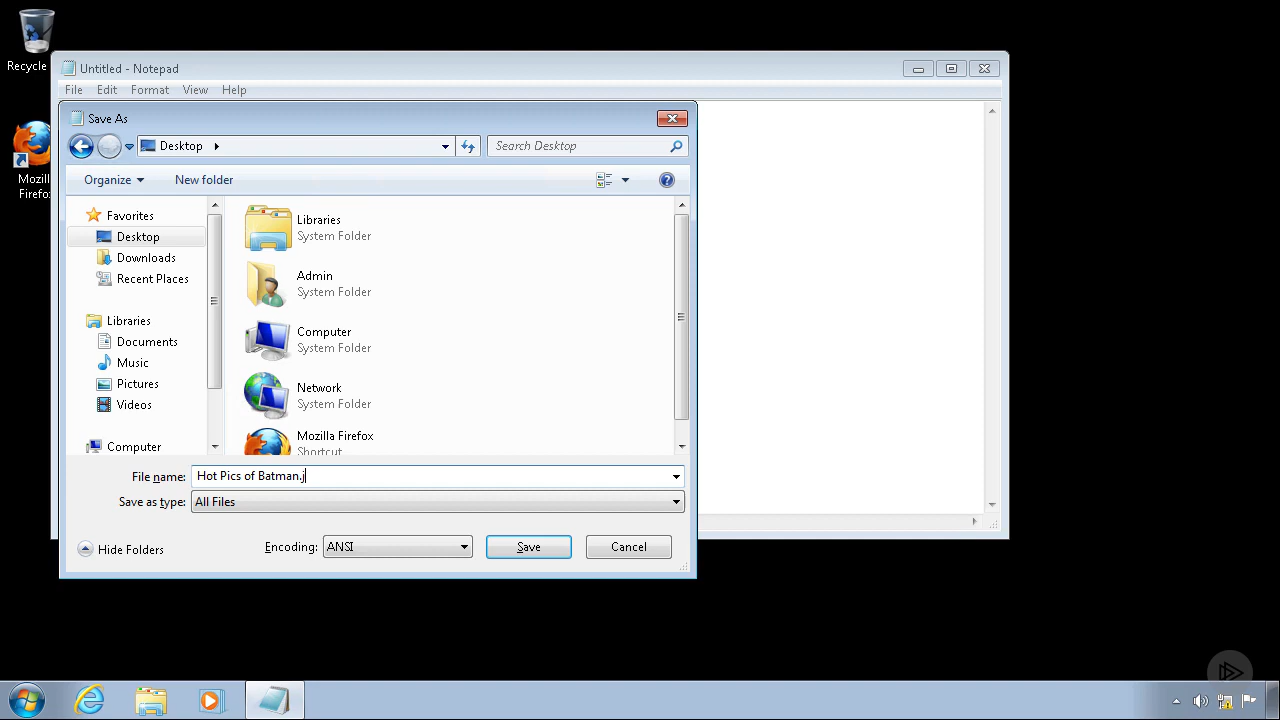 Recycle
Mozil
Firefo
Untitled - Notepad
File Edit Format View Help
Save As
Desktop
Search Desktop
Organize New folder
Favorites
Desktop
Downloads
Recent Places
Libraries
Documents
Music
Pictures
Videos
Computer
Libraries
System Folder
Admin
System Folder
Computer
System Folder
Network
System Folder
Mozilla Firefox
Shortcut
File name: Hot Pics of Batman.j
Save as type: All Files
Hide Folders
Encoding: ANSI
Save Cancel